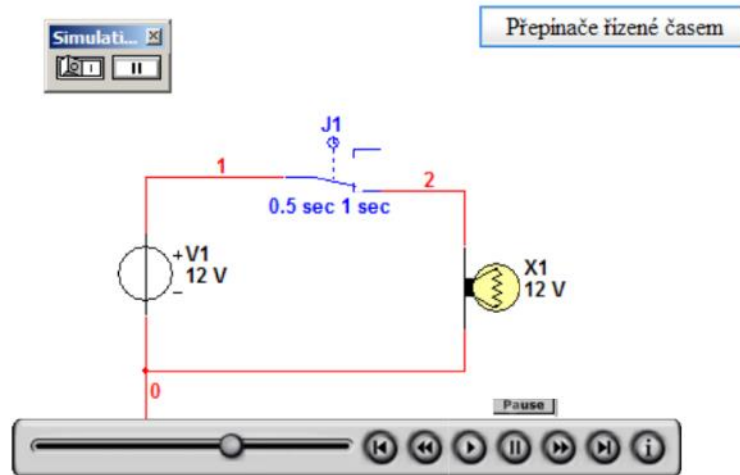 Simulati...
Přepínače řízené časem
J1
1
2
0.5 sec 1 sec
+V1
12 V
−
X1
12 V
0
Pause